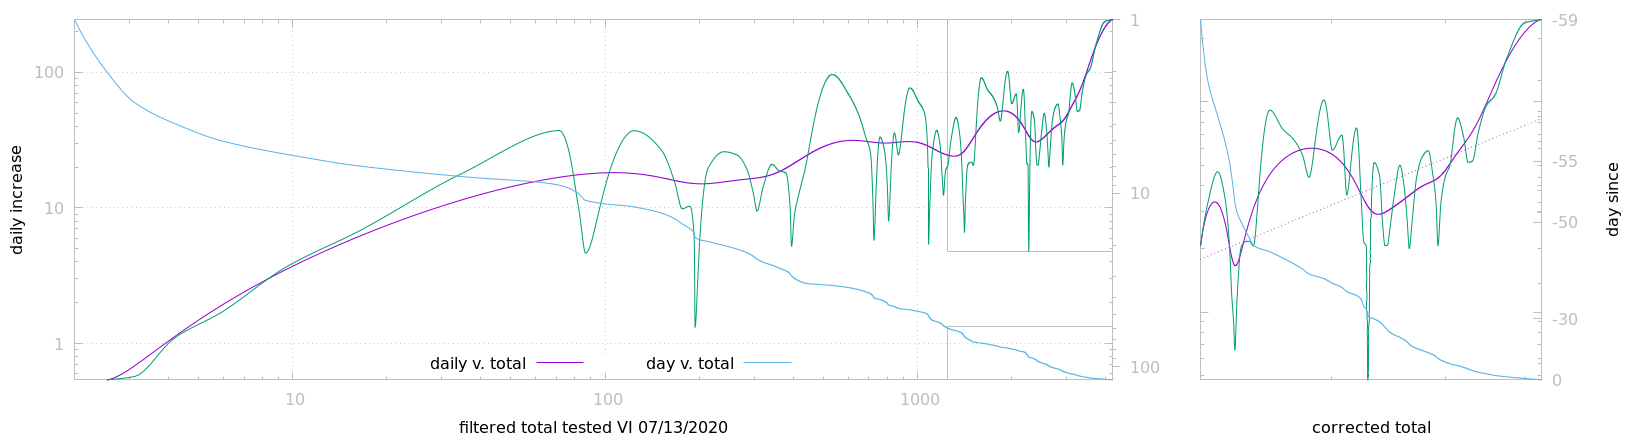 1
-59
100
daily increase
10
1
10
-55
-50
-30
day since
daily v. total
day v. total
100
0
10
100
1000
filtered total tested VI 07/13/2020
corrected total